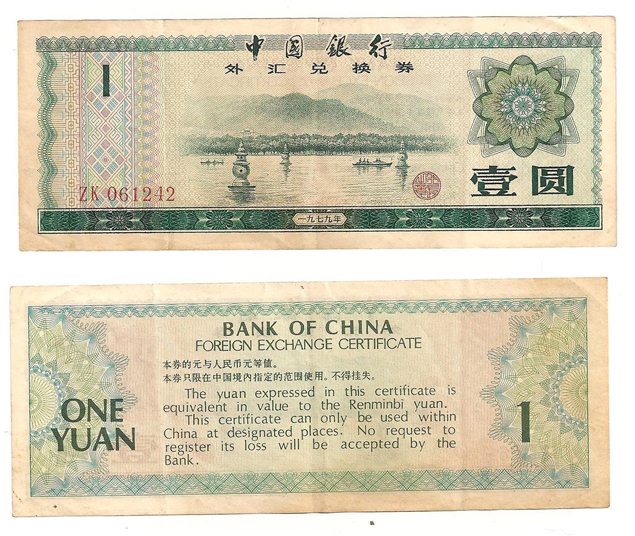 中国银行
外汇兑换券
1
ZK 061242
壹圆
一九七九年
BANK OF CHINA
FOREIGN EXCHANGE CERTIFICATE
本券的元与人民币元等值。
本券只限在中国境内指定的范围使用,不得挂失。
ONE
YUAN
The yuan expressed in this certificate is
equivalent in value to the Renminbi yuan.
This certificate can only be used within
China at designated places. No request to
register its loss will be accepted by the
Bank.
1